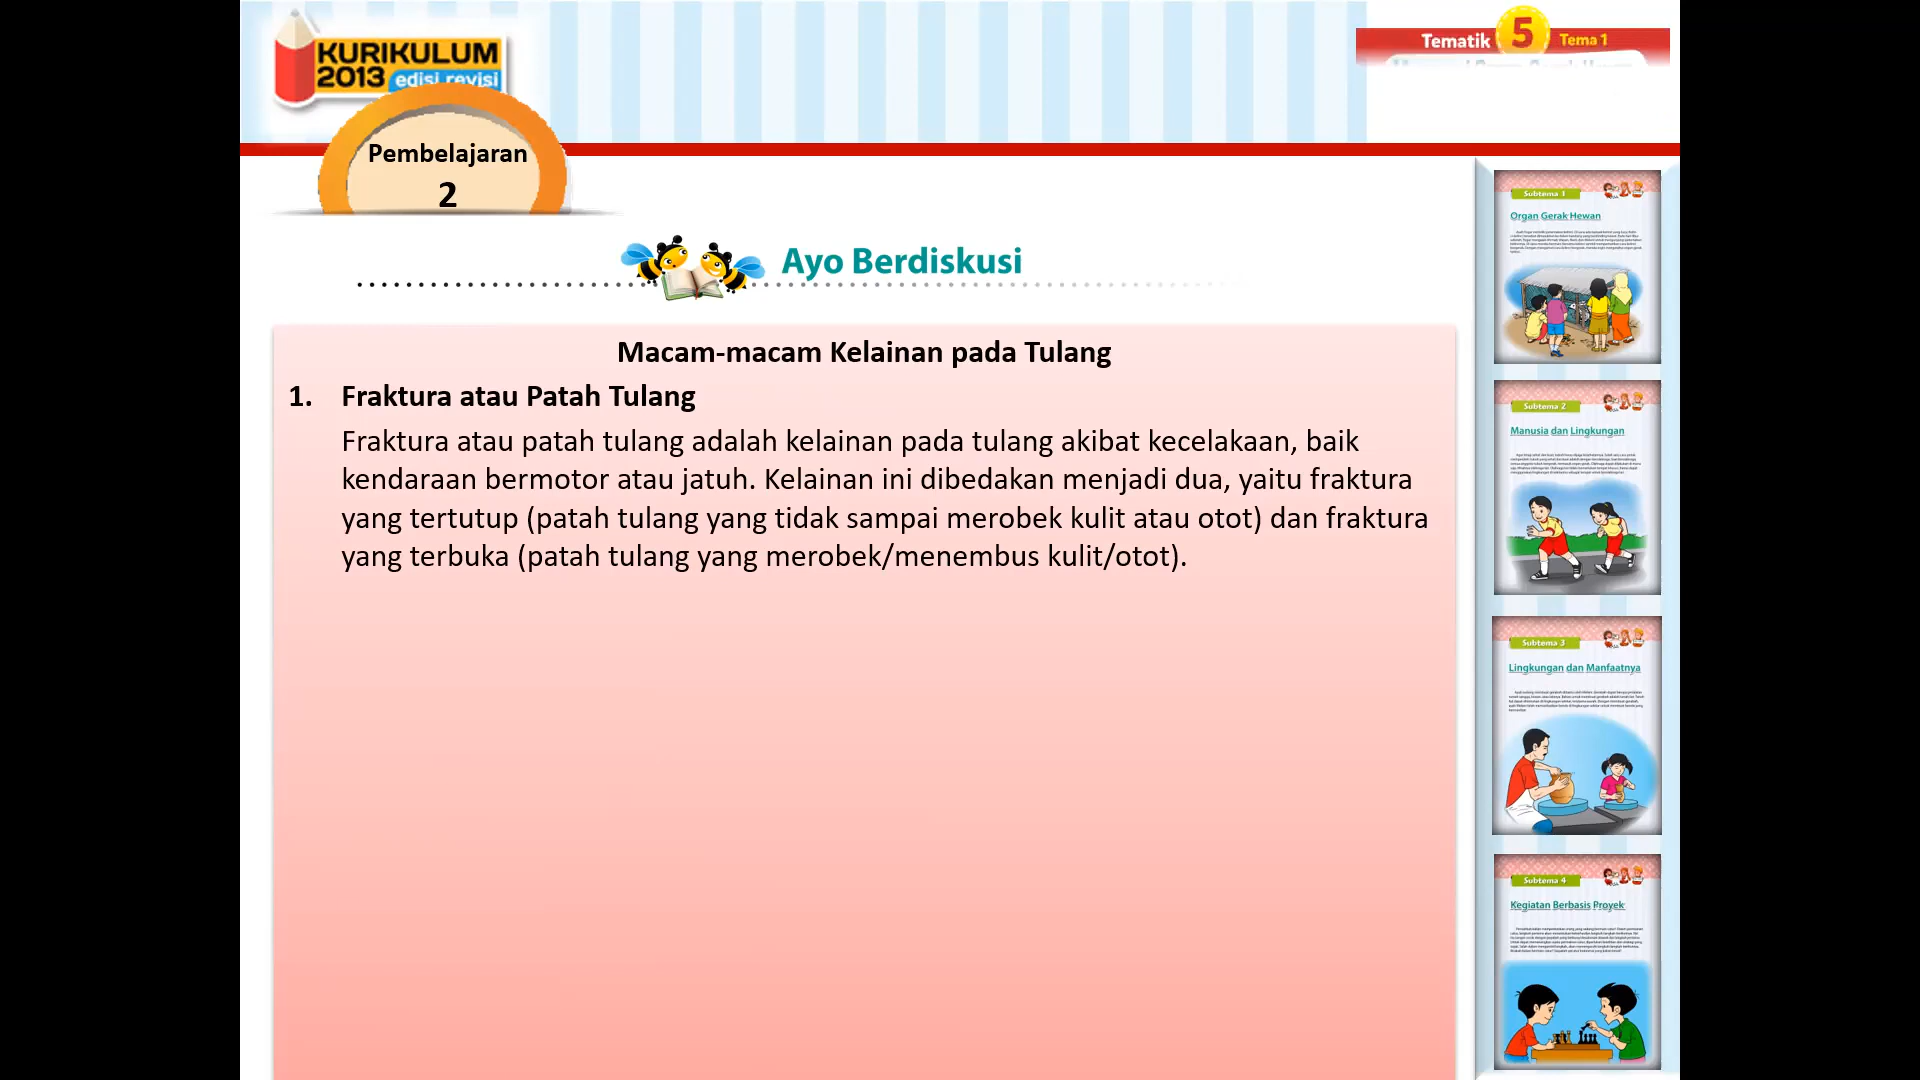 KURIKULUM
2013 edisi revisi
Tematik 5 Tema 1
Pembelajaran
2
Ayo Berdiskusi
Macam-macam Kelainan pada Tulang
1. Fraktura atau Patah Tulang
Fraktura atau patah tulang adalah kelainan pada tulang akibat kecelakaan, baik
kendaraan bermotor atau jatuh. Kelainan ini dibedakan menjadi dua, yaitu fraktura
yang tertutup (patah tulang yang tidak sampai merobek kulit atau otot) dan fraktura
yang terbuka (patah tulang yang merobek/menembus kulit/otot).
Subtema 1
Organ Gerak Hewan
Subtema 2
Manusia dan Lingkungan
Subtema 3
Lingkungan dan Manfaatnya
Subtema 4
Kegiatan Berbasis Proyek